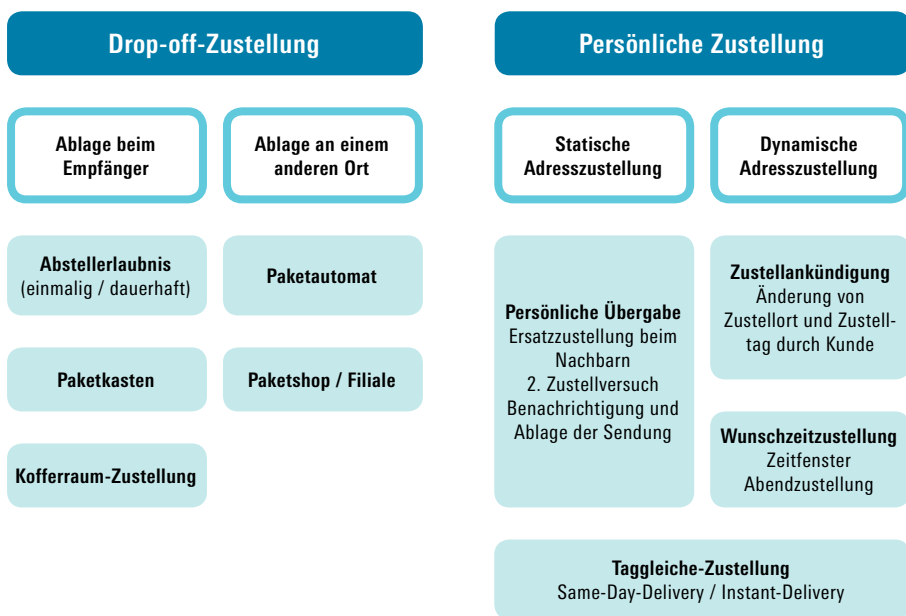 Drop-off-Zustellung
Ablage beim
Empfänger
Ablage an einem
anderen Ort
Abstellerlaubnis
(einmalig / dauerhaft)
Paketautomat
Paketkasten
Paketshop / Filiale
Kofferraum-Zustellung
Persönliche Zustellung
Statische
Adresszustellung
Dynamische
Adresszustellung
Persönliche Übergabe
Ersatzzustellung beim
Nachbarn
2. Zustellversuch
Benachrichtigung und
Ablage der Sendung
Zustellankündigung
Änderung von
Zustellort und Zustell-
tag durch Kunde
Wunschzeitzustellung
Zeitfenster
Abendzustellung
Taggleiche-Zustellung
Same-Day-Delivery / Instant-Delivery